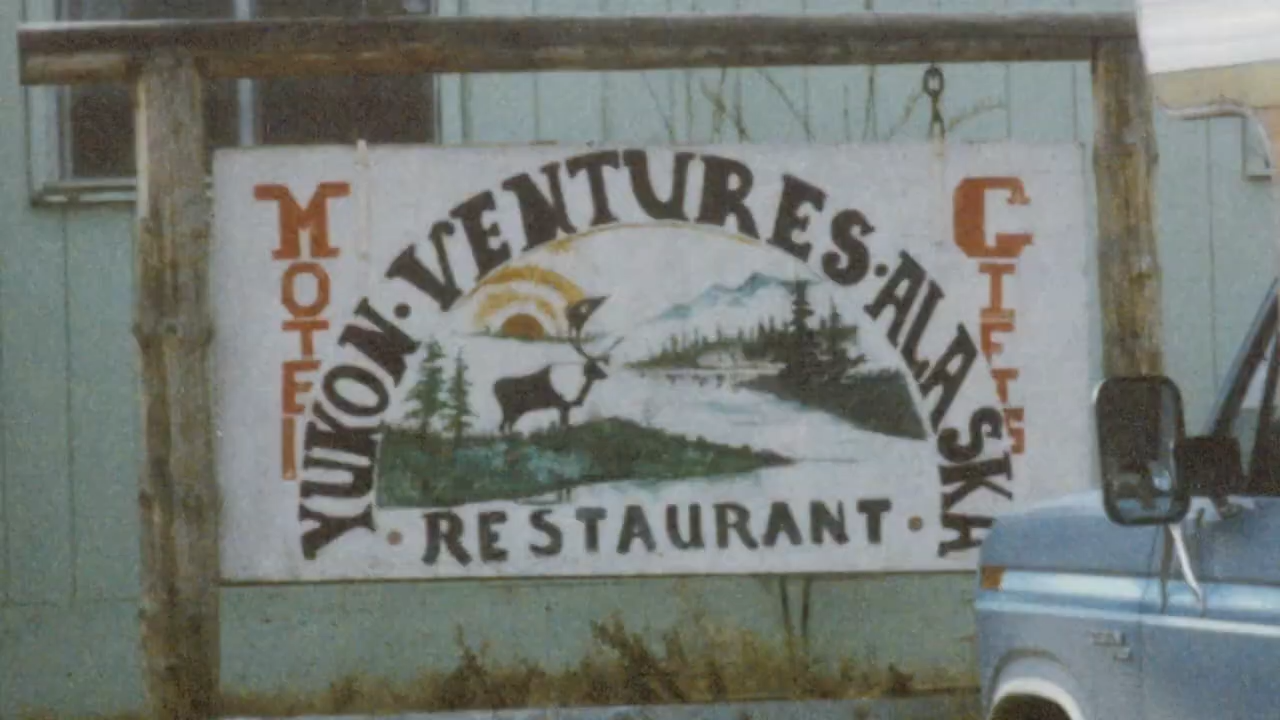 MOTEL
YUKON · VENTURES · ALASKA
GIFTS
· RESTAURANT ·